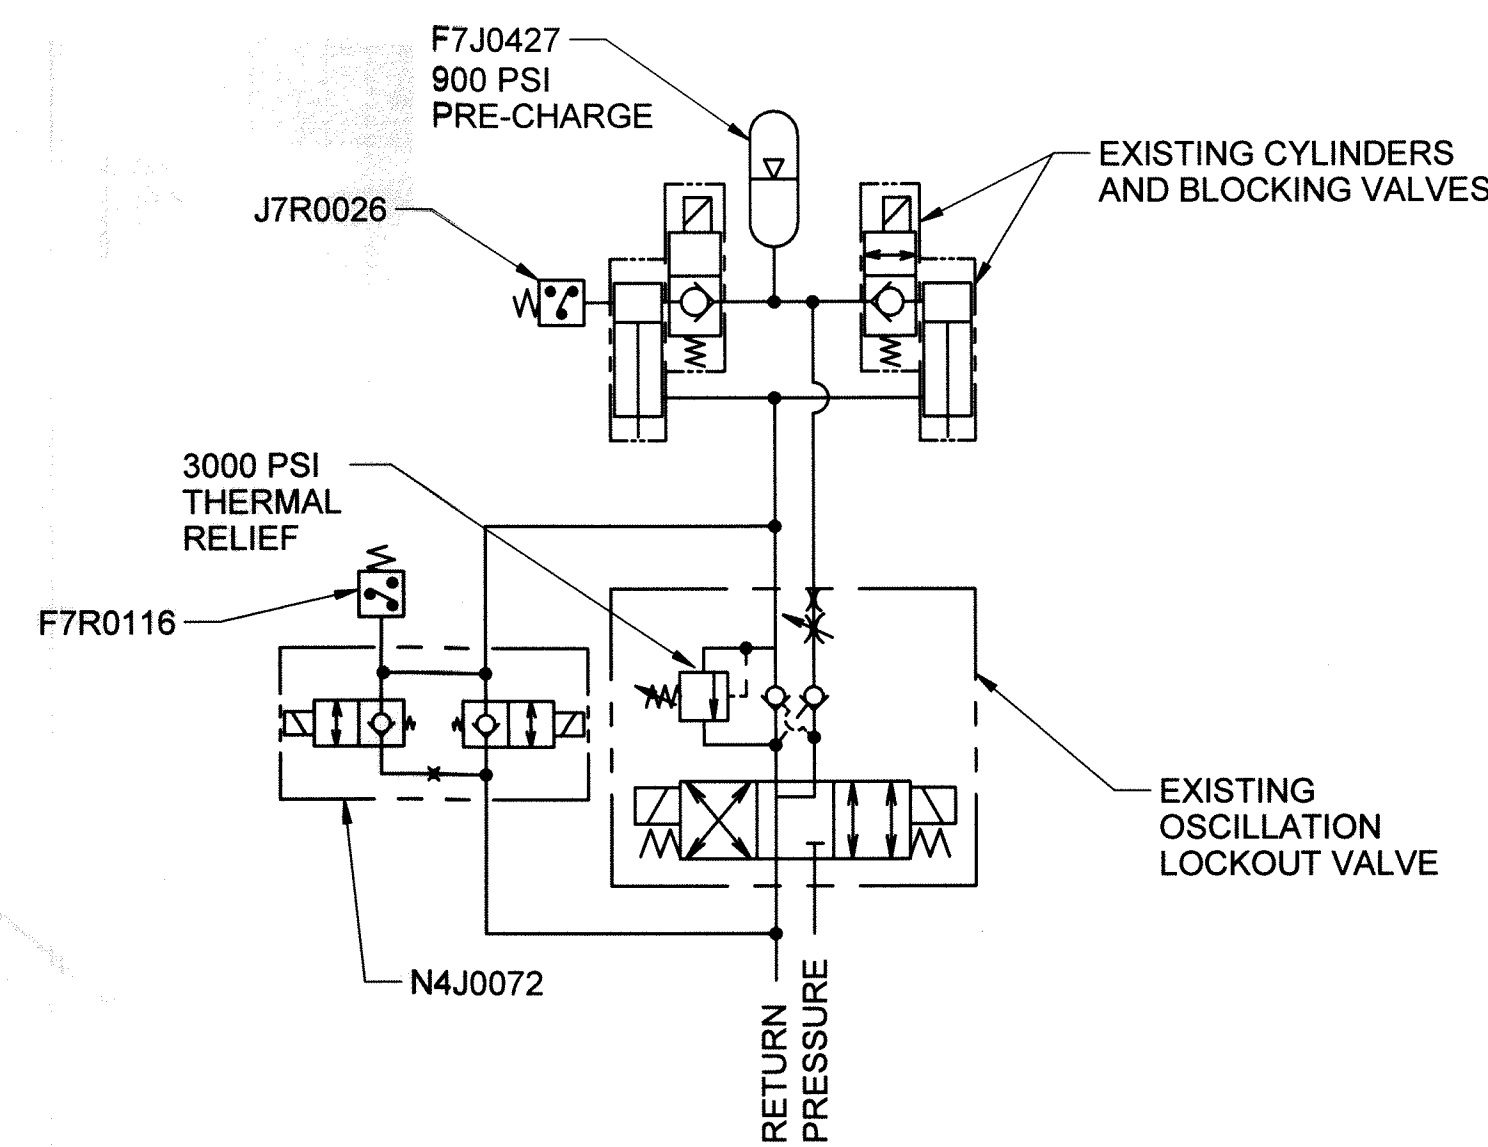 F7J0427
900 PSI
PRE-CHARGE
EXISTING CYLINDERS
AND BLOCKING VALVES
J7R0026
3000 PSI
THERMAL
RELIEF
F7R0116
EXISTING
OSCILLATION
LOCKOUT VALVE
N4J0072
RETURN
PRESSURE